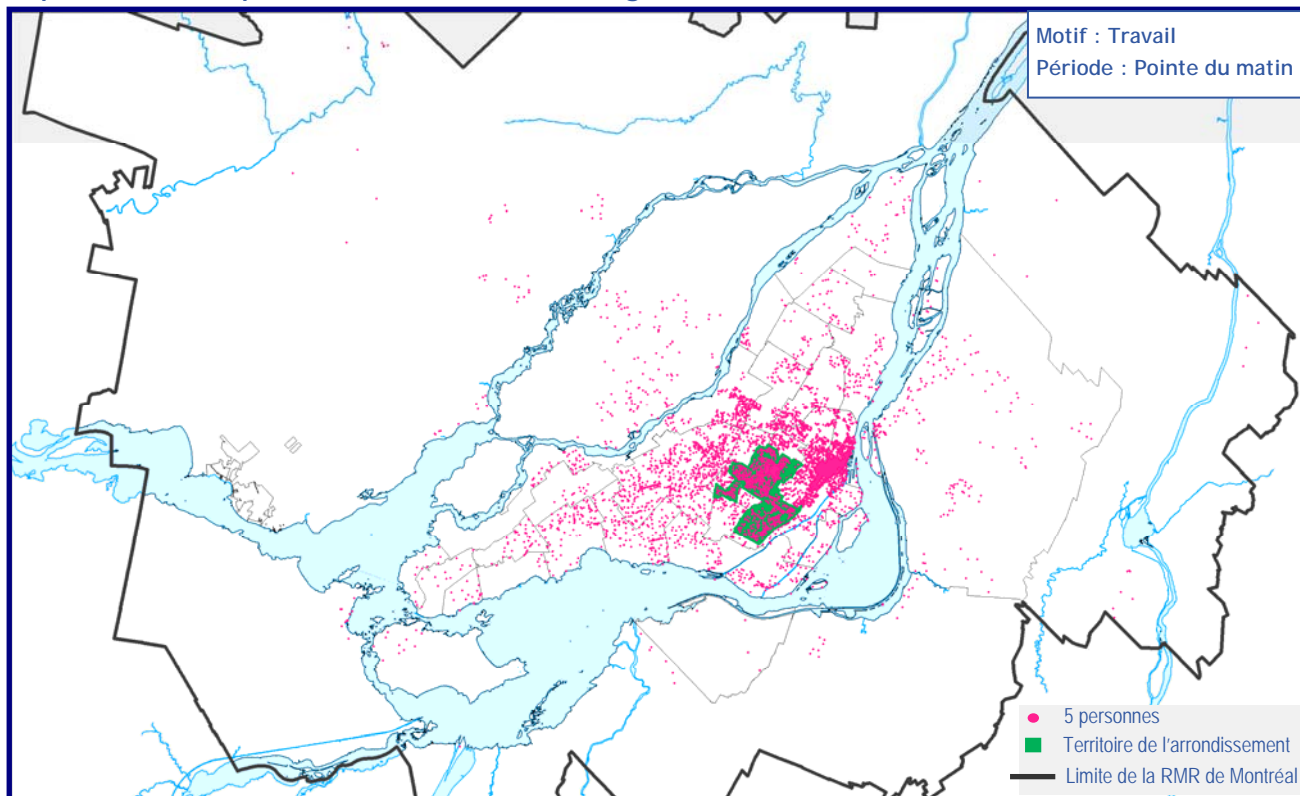 Motif : Travail
Période : Pointe du matin
5 personnes
Territoire de l'arrondissement
Limite de la RMR de Montréal